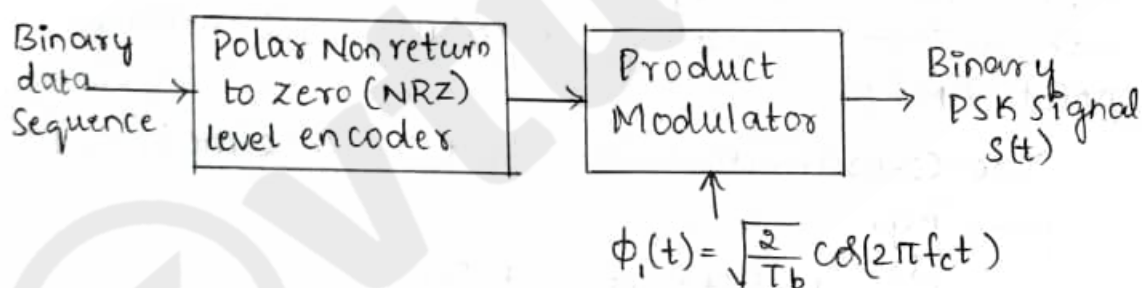 Binary
data
Sequence
Polar Non return
to zero (NRZ)
level encoder
Product
Modulator
Binary
PSK Signal
S(t)
ϕ₁(t) = √(2/Tb) cos(2πfct)